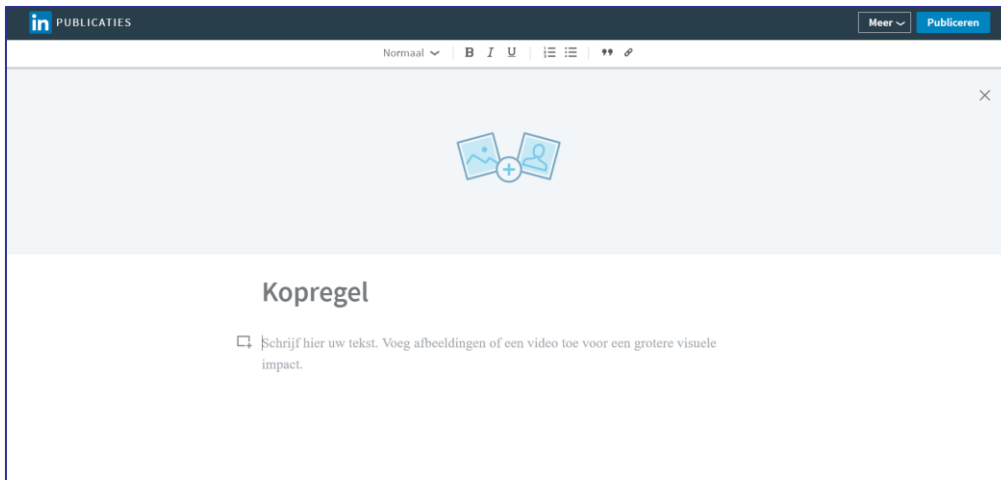 in PUBLICATIES
Meer
Publiceren
Normaal
B I U
Kopregel
Schrijf hier uw tekst. Voeg afbeeldingen of een video toe voor een grotere visuele
impact.